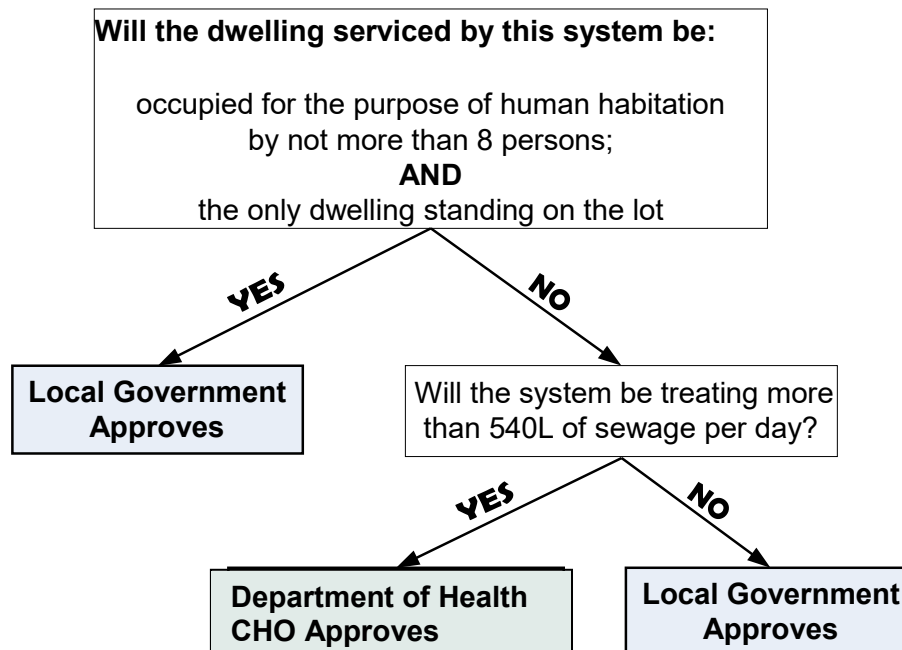 Will the dwelling serviced by this system be:
occupied for the purpose of human habitation
by not more than 8 persons;
AND
the only dwelling standing on the lot
YES
NO
Local Government
Approves
Will the system be treating more
than 540L of sewage per day?
YES
NO
Department of Health
CHO Approves
Local Government
Approves